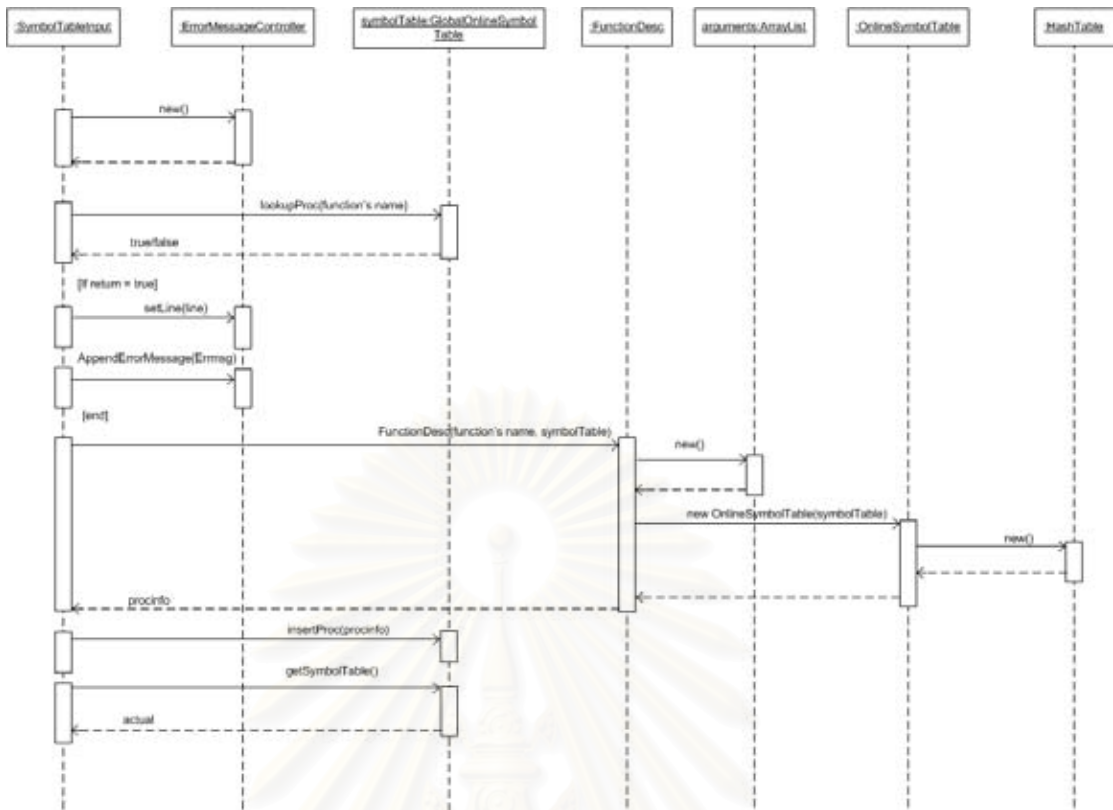 :SymbolTableInput
:ErrorMessageController
symbolTable:GlobalOnlineSymbol
Table
:FunctionDesc
arguments:ArrayList
:OnlineSymbolTable
:HashTable
new()
lookupProc(function's name)
true/false
[If return = true]
setLine(line)
AppendErrorMessage(Errmsg)
[end]
FunctionDesc(function's name, symbolTable)
new()
new OnlineSymbolTable(symbolTable)
new()
procinfo
insertProc(procinfo)
getSymbolTable()
actual